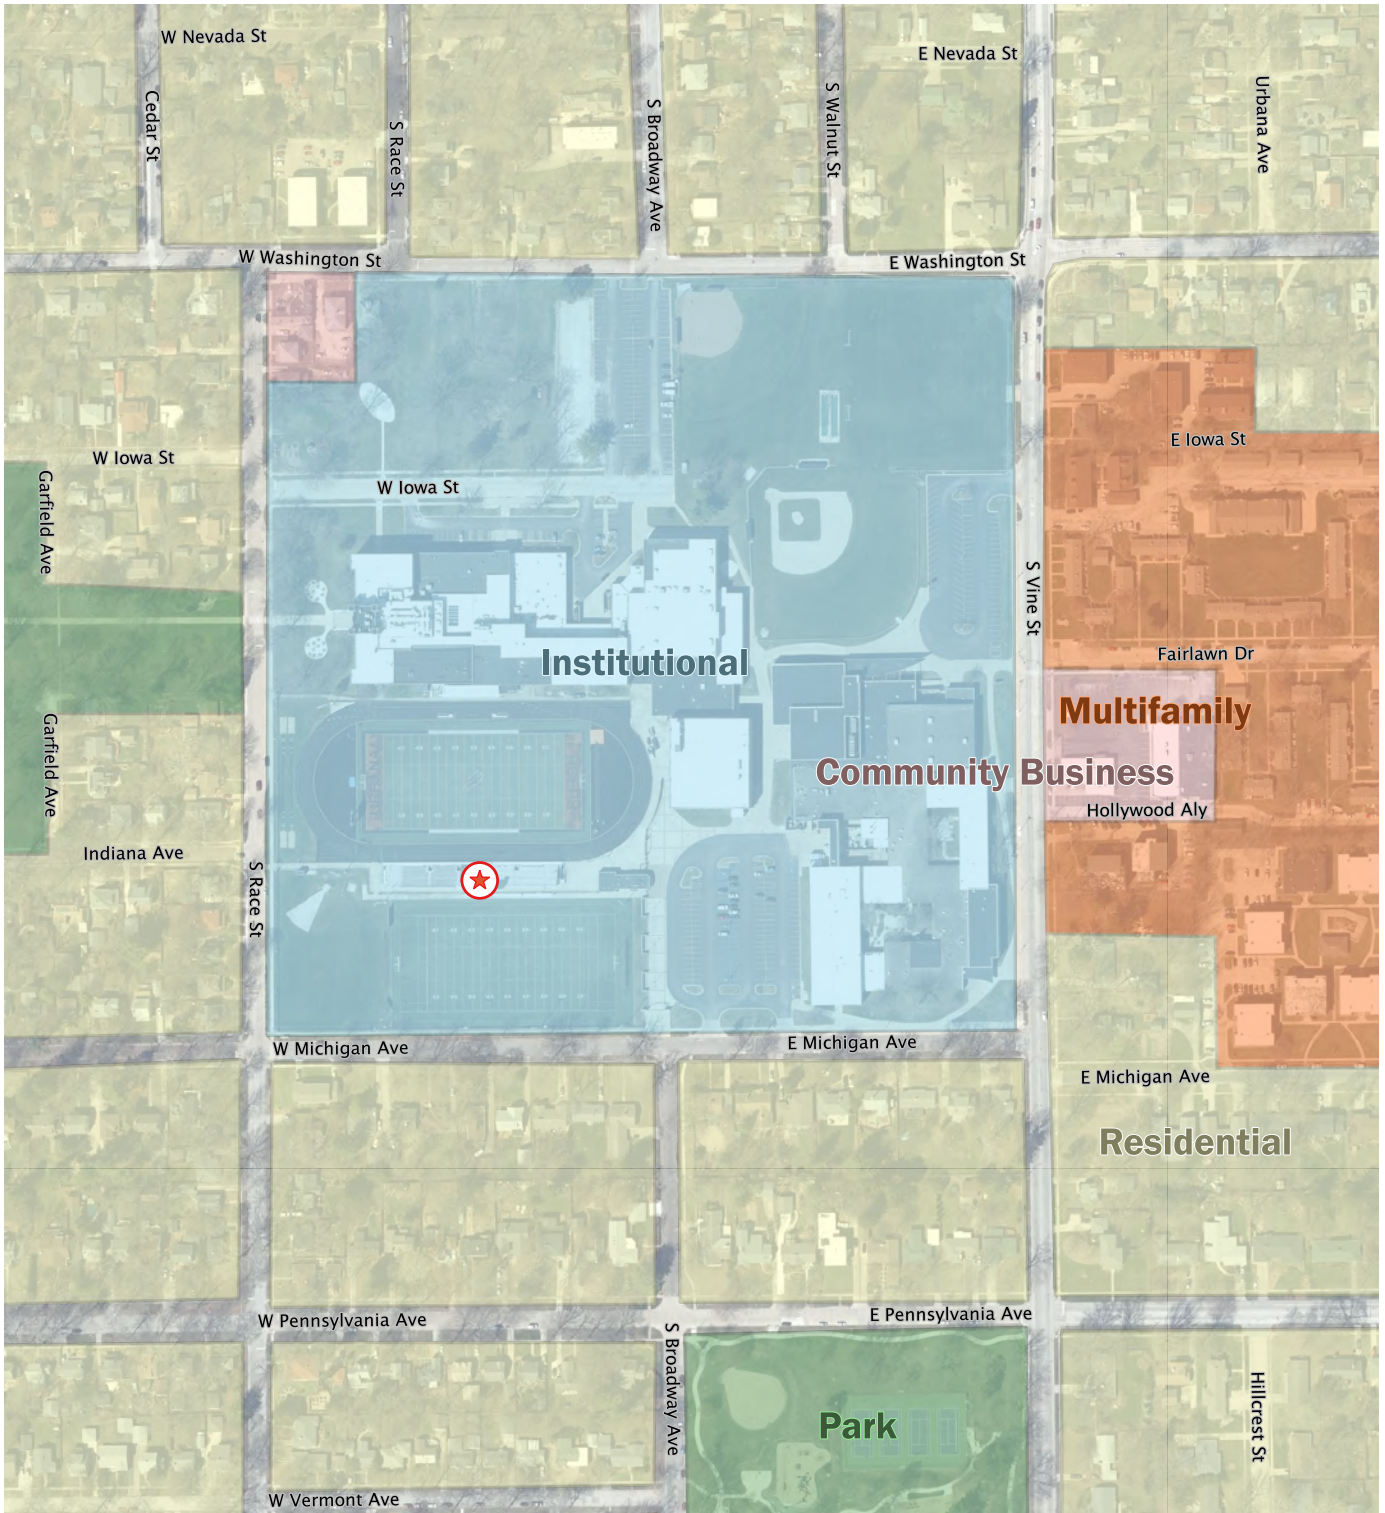 W Nevada St
E Nevada St
Cedar St
S Race St
S Broadway Ave
S Walnut St
Urbana Ave
W Washington St
E Washington St
W Iowa St
Garfield Ave
W Iowa St
E Iowa St
S Vine St
Fairlawn Dr
Institutional
Multifamily
Community Business
Hollywood Aly
Garfield Ave
Indiana Ave
S Race St
W Michigan Ave
E Michigan Ave
E Michigan Ave
Residential
W Pennsylvania Ave
E Pennsylvania Ave
S Broadway Ave
Park
Hillcrest St
W Vermont Ave